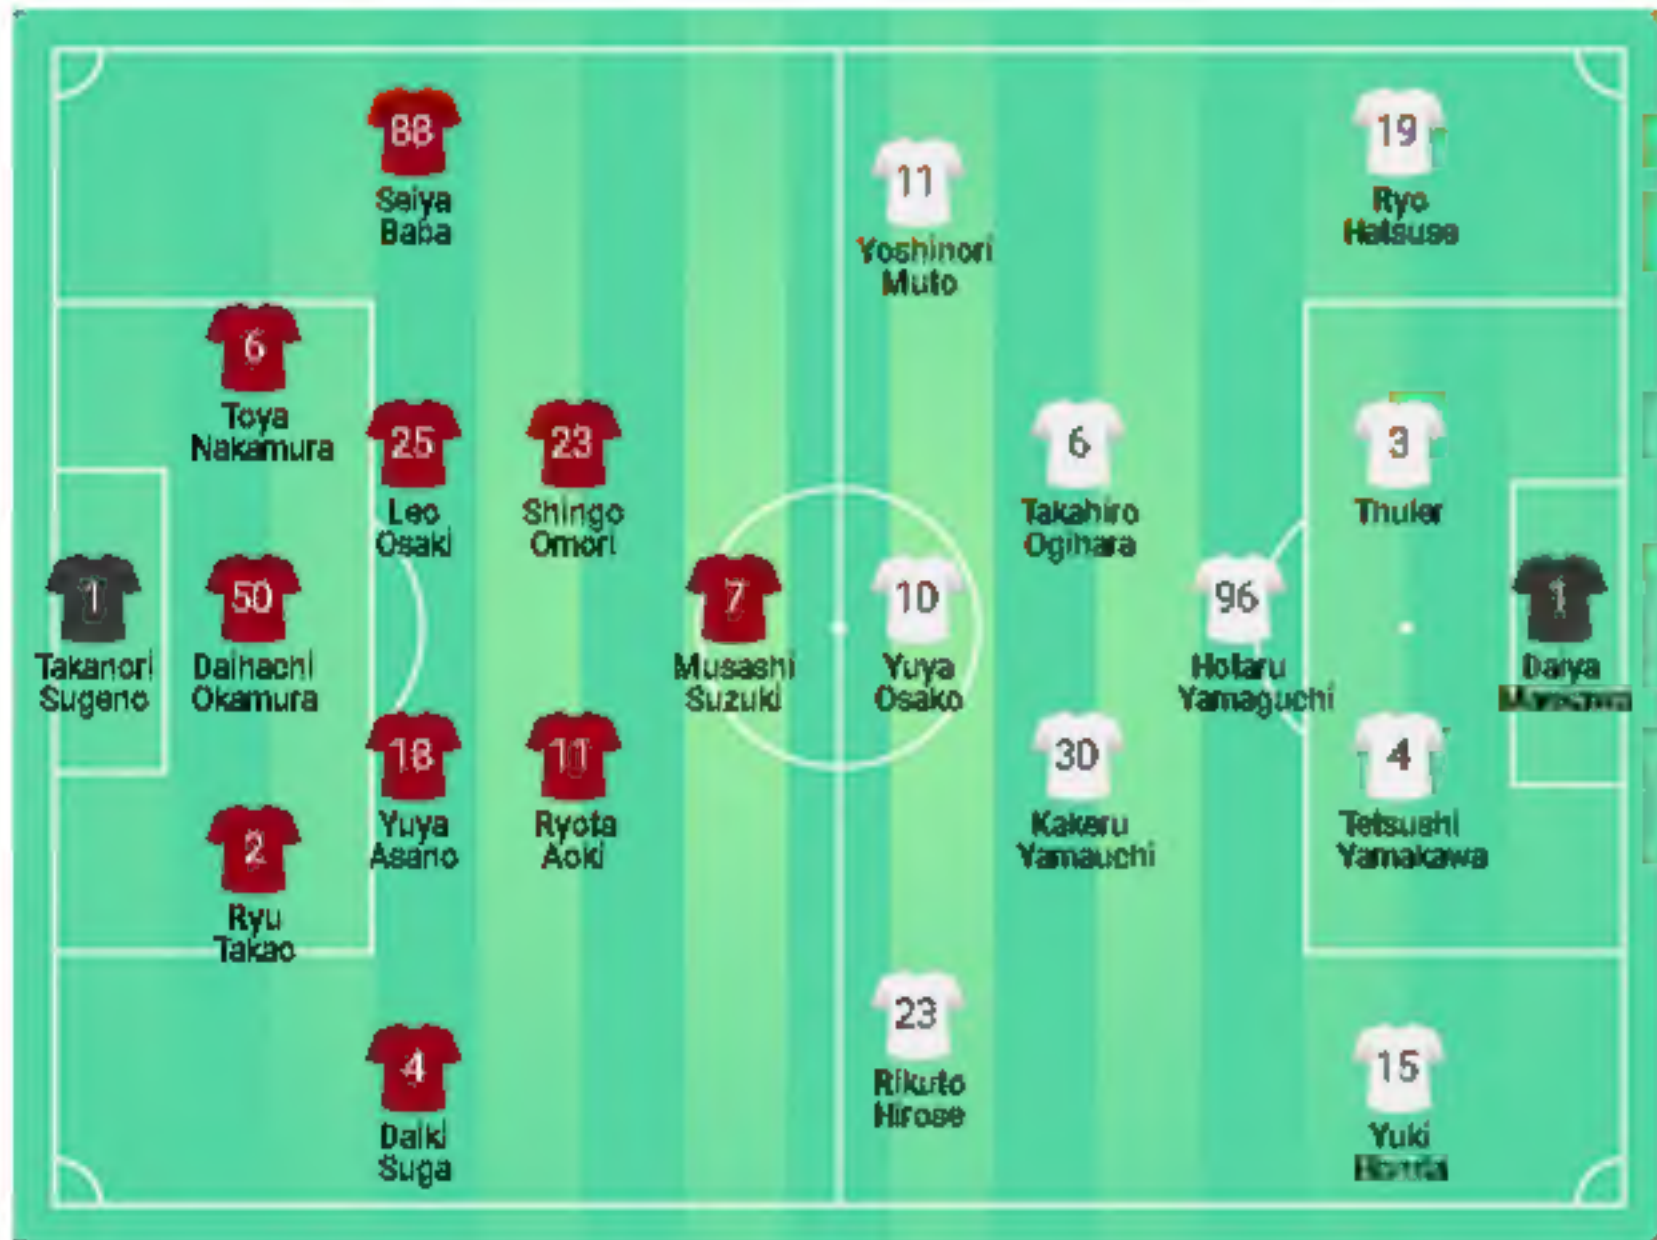 88
Seiya
Baba
6
Toya
Nakamura
25
Leo
Osaki
23
Shingo
Omori
1
Takanori
Sugeno
50
Daihachi
Okamura
7
Musashi
Suzuki
18
Yuya
Asano
11
Ryota
Aoki
2
Ryu
Takao
4
Daiki
Suga
11
Yoshinori
Muto
19
Ryo
Hatsuse
6
Takahiro
Ogihara
3
Thuler
10
Yuya
Osako
96
Hotaru
Yamaguchi
1
Daiya
30
Kakeru
Yamauchi
4
Tetsushi
Yamakawa
23
Rikuto
Hirose
15
Yuki